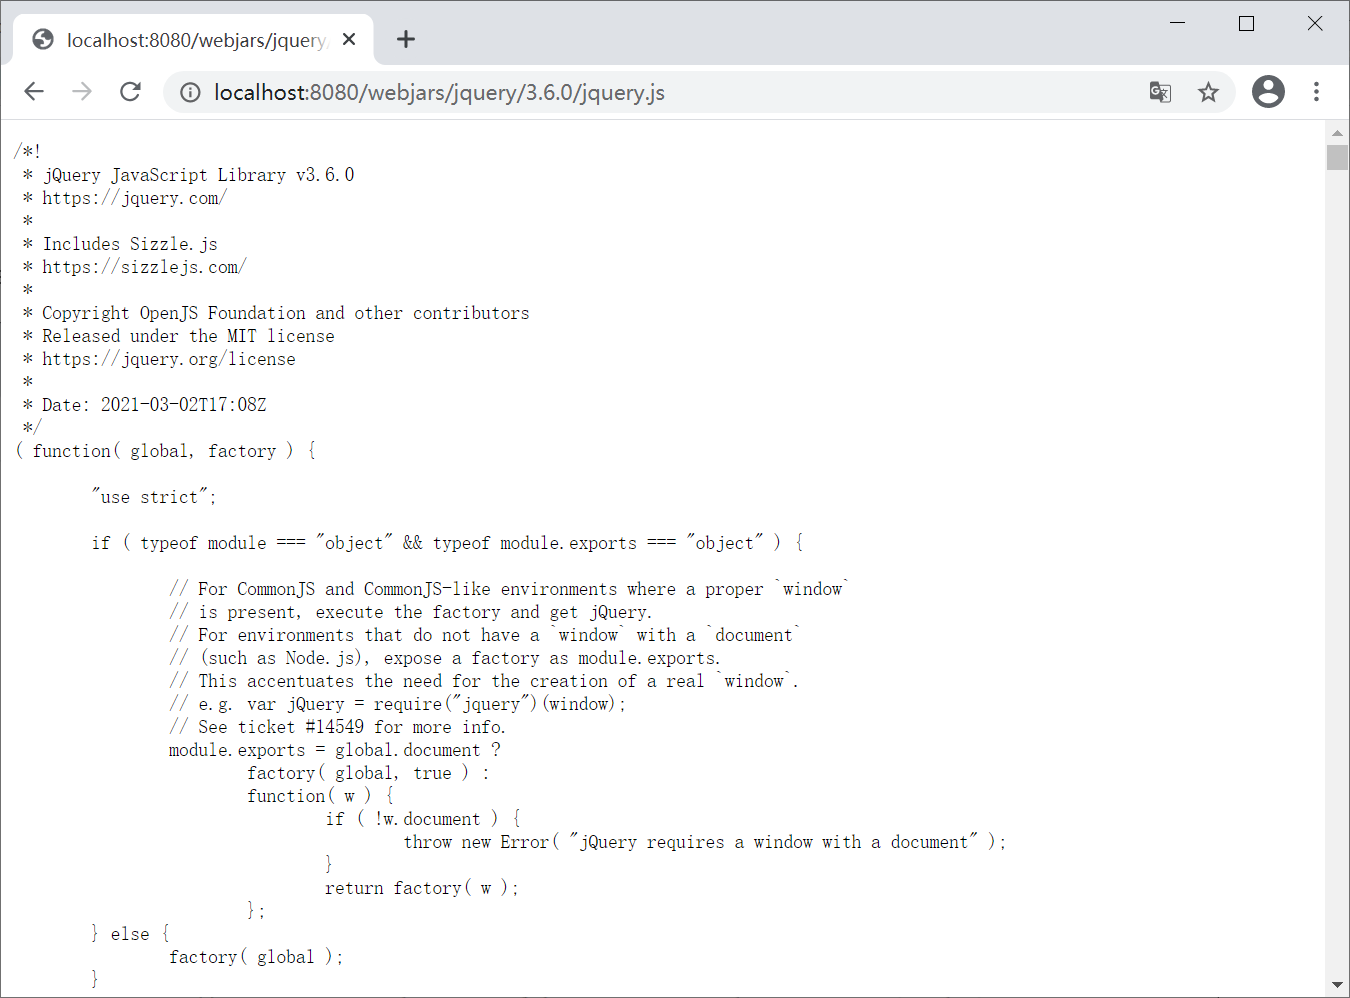 localhost:8080/webjars/jquery/
localhost:8080/webjars/jquery/3.6.0/jquery.js
/*!
 * jQuery JavaScript Library v3.6.0
 * https://jquery.com/
 *
 * Includes Sizzle.js
 * https://sizzlejs.com/
 *
 * Copyright OpenJS Foundation and other contributors
 * Released under the MIT license
 * https://jquery.org/license
 *
 * Date: 2021-03-02T17:08Z
 */
( function( global, factory ) {
	"use strict";
	if ( typeof module === "object" && typeof module.exports === "object" ) {
		// For CommonJS and CommonJS-like environments where a proper `window`
		// is present, execute the factory and get jQuery.
		// For environments that do not have a `window` with a `document`
		// (such as Node.js), expose a factory as module.exports.
		// This accentuates the need for the creation of a real `window`.
		// e.g. var jQuery = require("jquery")(window);
		// See ticket #14549 for more info.
		module.exports = global.document ?
			factory( global, true ) :
			function( w ) {
				if ( !w.document ) {
					throw new Error( "jQuery requires a window with a document" );
				}
				return factory( w );
			};
	} else {
		factory( global );
	}